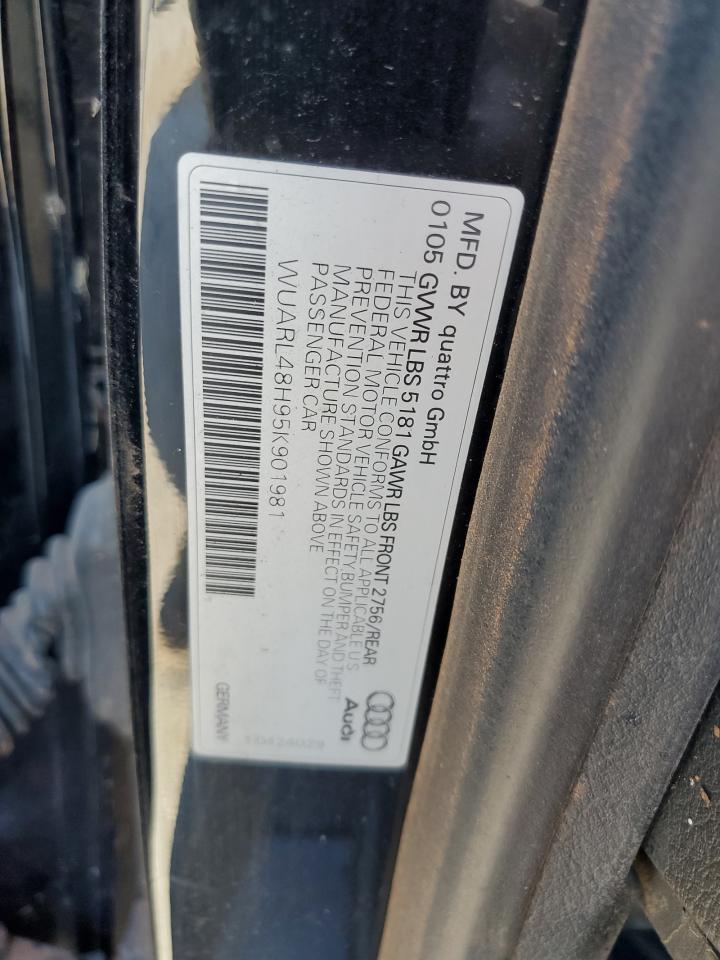 MFD. BY quattro GmbH
0105 GVWR LBS 5181 GAWR LBS FRONT 2756/REAR
THIS VEHICLE CONFORMS TO ALL APPLICABLE U S
FEDERAL MOTOR VEHICLE SAFETY BUMPER AND THEFT
PREVENTION STANDARDS IN EFFECT ON THE DAY OF
MANUFACTURE SHOWN ABOVE
PASSENGER CAR
WUARL48H95K901981
Audi
GERMANY